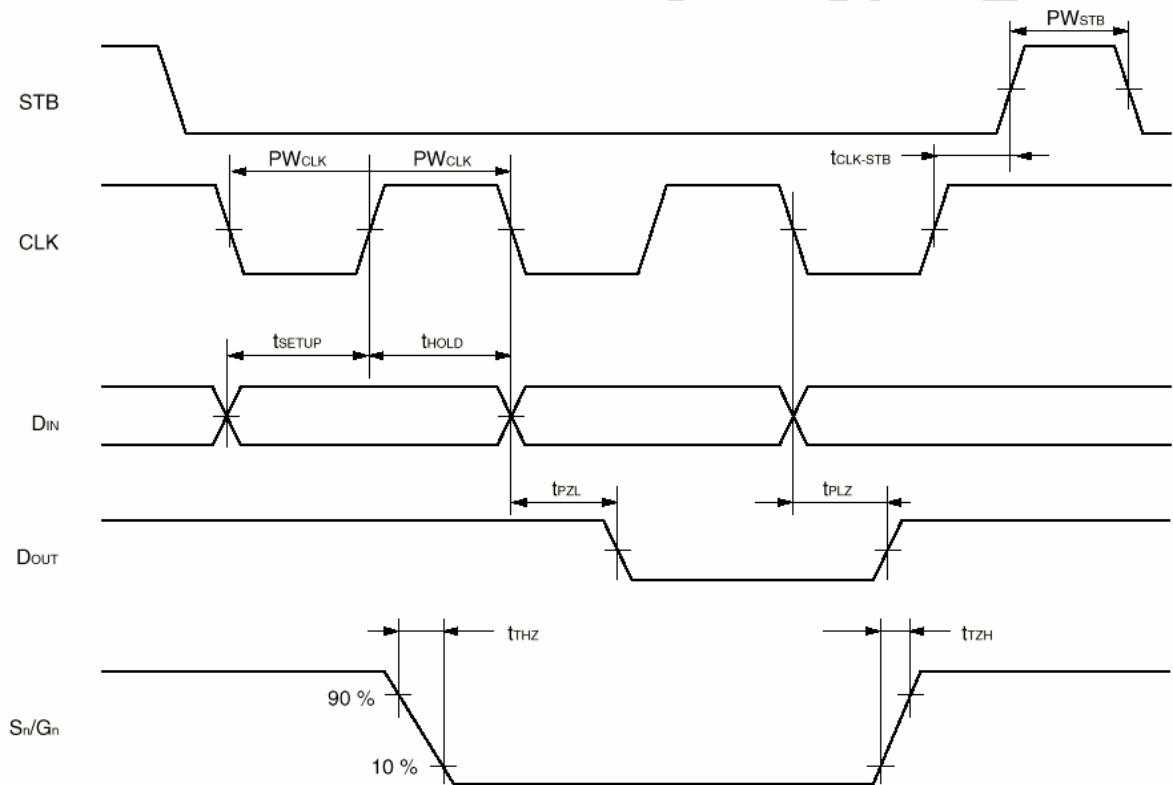 PWSTB
STB
tCLK-STB
PWCLK PWCLK
CLK
tSETUP tHOLD
DIN
tPZL tPLZ
DOUT
tTHZ tTZH
90 %
Sn/Gn
10 %